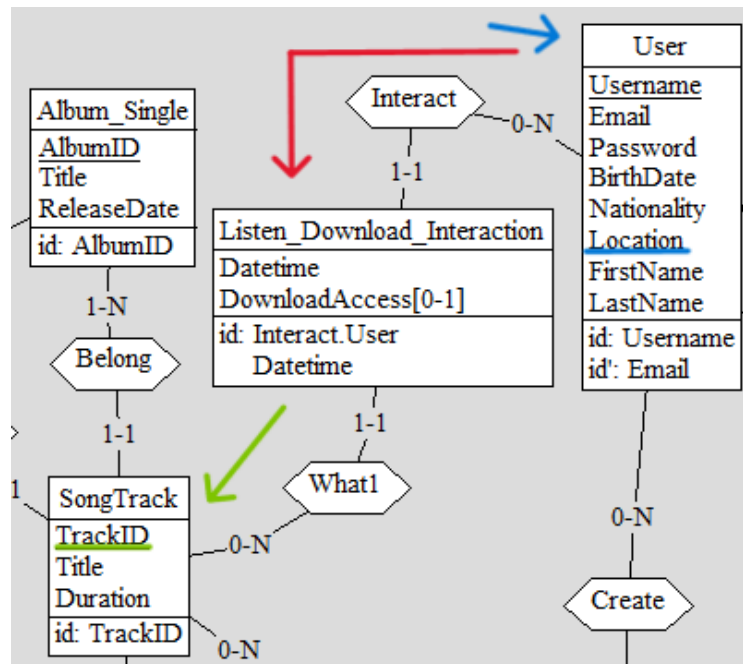 User
Username
Email
Password
BirthDate
Nationality
Location
FirstName
LastName
id: Username
id': Email
Interact
0-N
1-1
Album_Single
AlbumID
Title
ReleaseDate
id: AlbumID
Listen_Download_Interaction
Datetime
DownloadAccess[0-1]
id: Interact.User
Datetime
1-N
Belong
1-1
1-1
What1
0-N
1
SongTrack
TrackID
Title
Duration
id: TrackID
0-N
0-N
Create